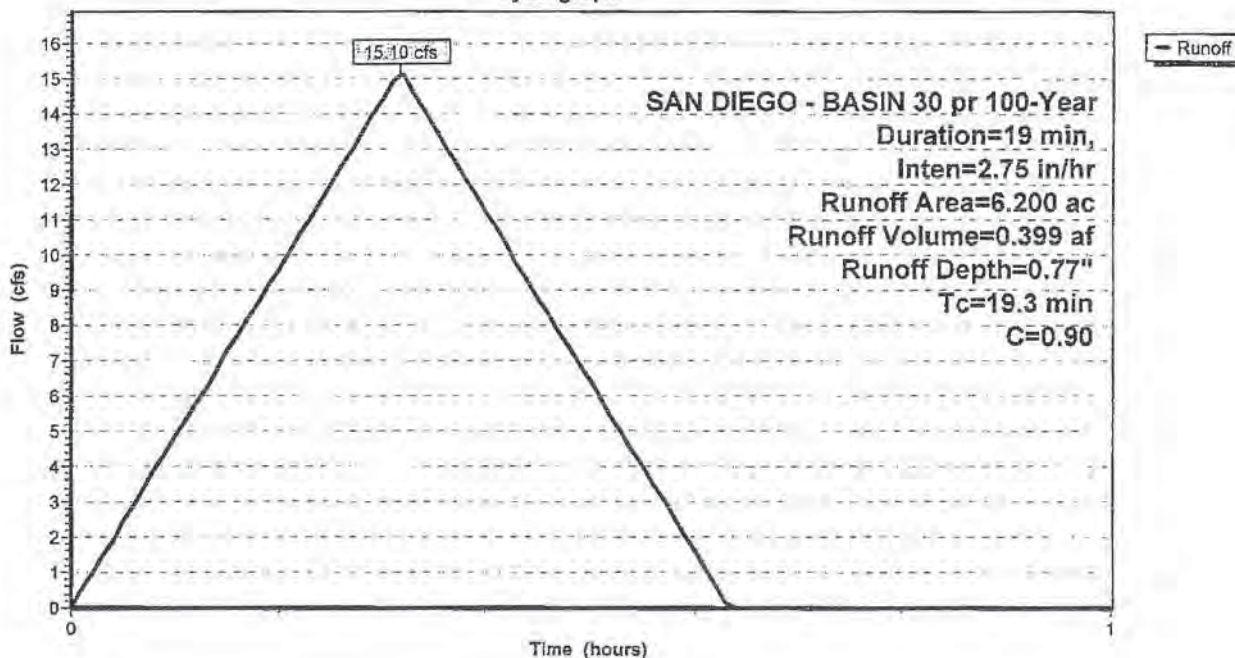 15.10 cfs
Runoff
SAN DIEGO - BASIN 30 pr 100-Year
Duration=19 min,
Inten=2.75 in/hr
Runoff Area=6.200 ac
Runoff Volume=0.399 af
Runoff Depth=0.77"
Tc=19.3 min
C=0.90
Flow (cfs)
16
15
14
13
12
11
10
9
8
7
6
5
4
3
2
1
0
0
1
Time (hours)